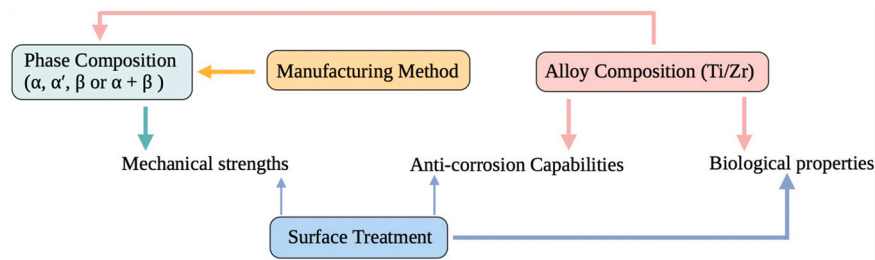 Phase Composition
(α, α′, β or α + β )
Manufacturing Method
Alloy Composition (Ti/Zr)
Mechanical strengths
Anti-corrosion Capabilities
Biological properties
Surface Treatment